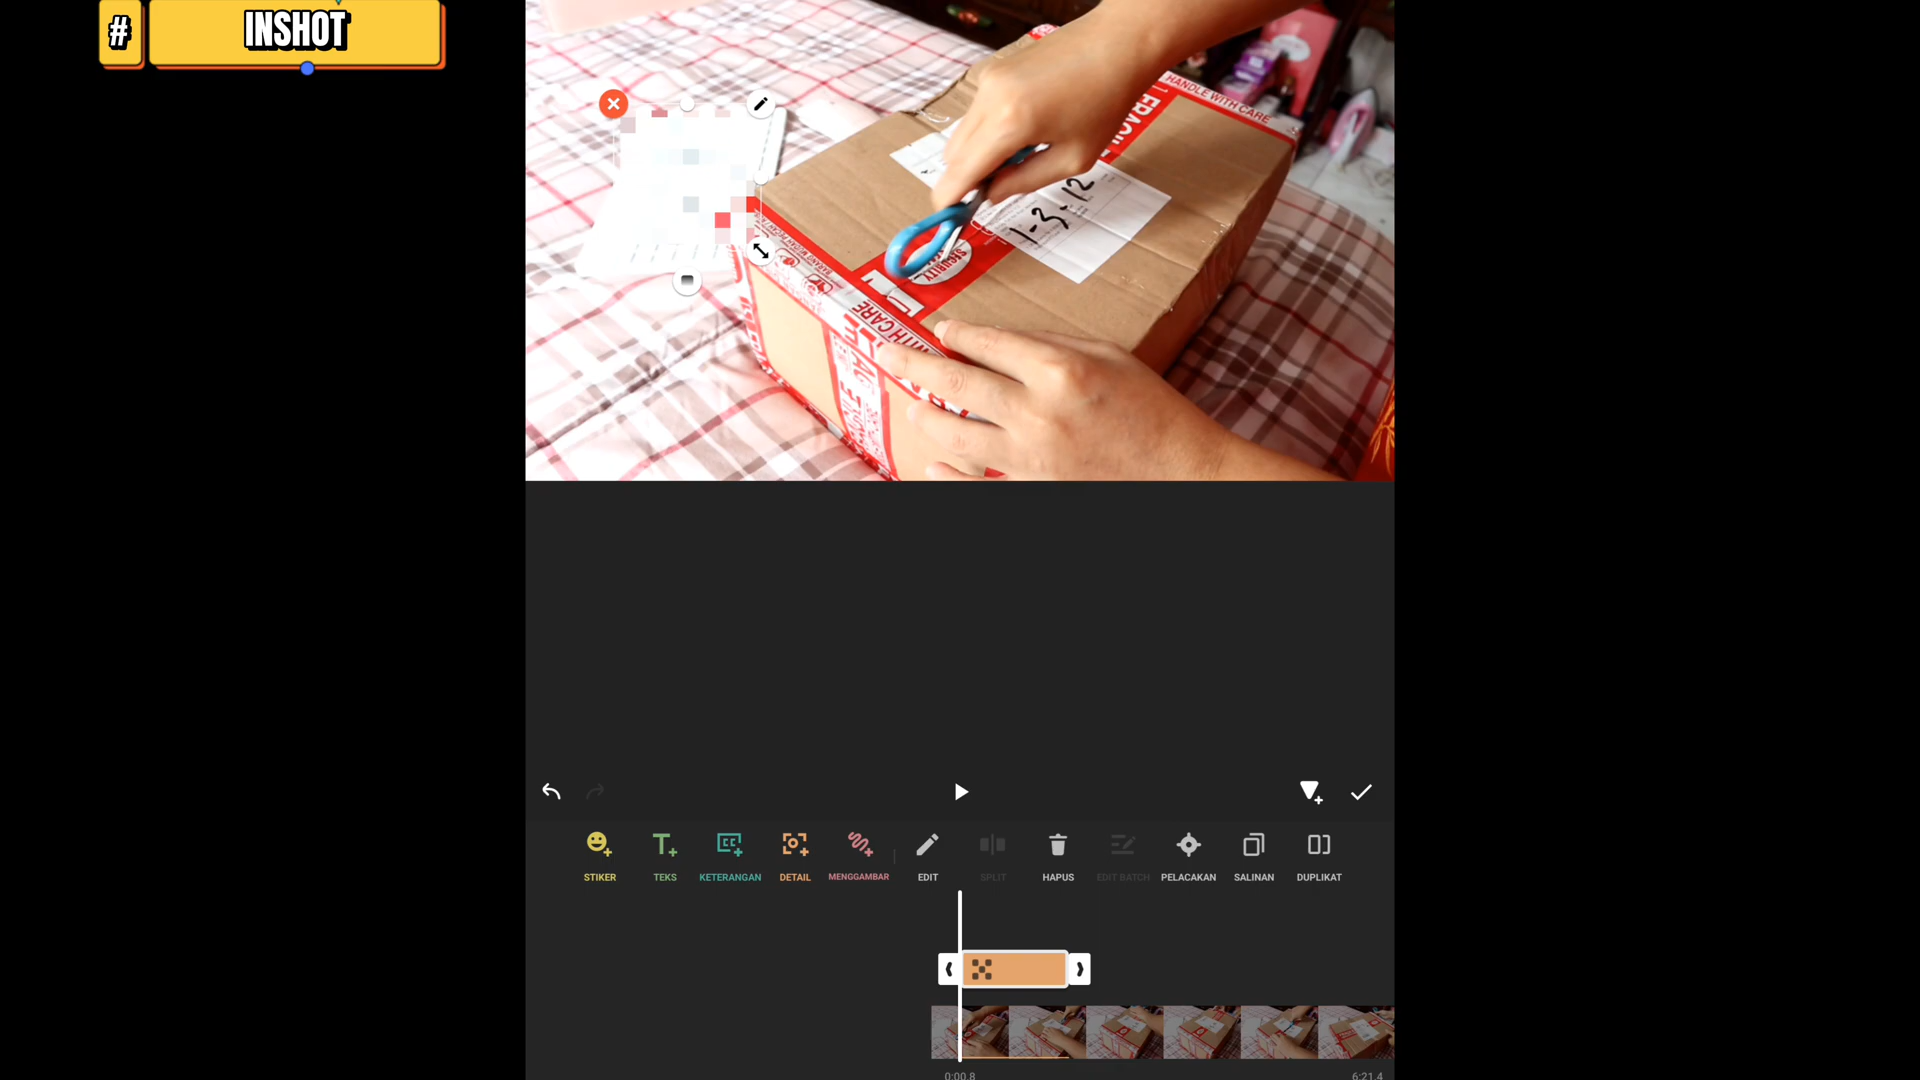 # INSHOT
HANDLE WITH CARE
FRAGIL
1-3.12
SECURITY
WITH CARE
STIKER TEKS KETERANGAN DETAIL MENGGAMBAR EDIT SPLIT HAPUS EDIT BATCH PELACAKAN SALINAN DUPLIKAT
0:00.8 6:21.4